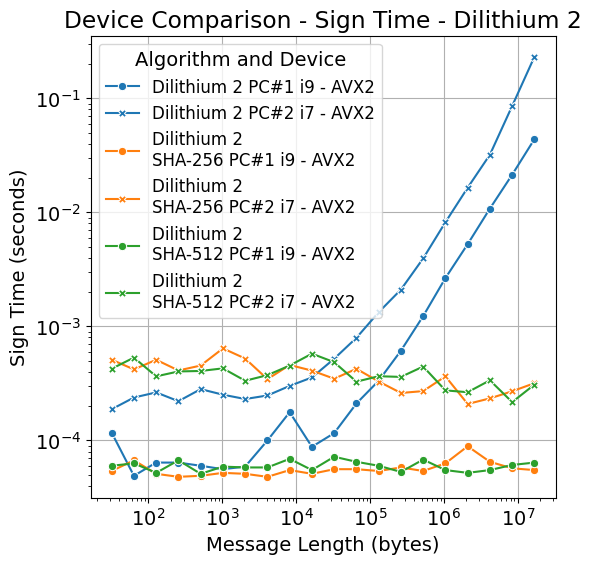 Device Comparison - Sign Time - Dilithium 2
Algorithm and Device
Dilithium 2 PC#1 i9 - AVX2
Dilithium 2 PC#2 i7 - AVX2
Dilithium 2
SHA-256 PC#1 i9 - AVX2
Dilithium 2
SHA-256 PC#2 i7 - AVX2
Dilithium 2
SHA-512 PC#1 i9 - AVX2
Dilithium 2
SHA-512 PC#2 i7 - AVX2
Sign Time (seconds)
10⁻¹
10⁻²
10⁻³
10⁻⁴
10² 10³ 10⁴ 10⁵ 10⁶ 10⁷
Message Length (bytes)